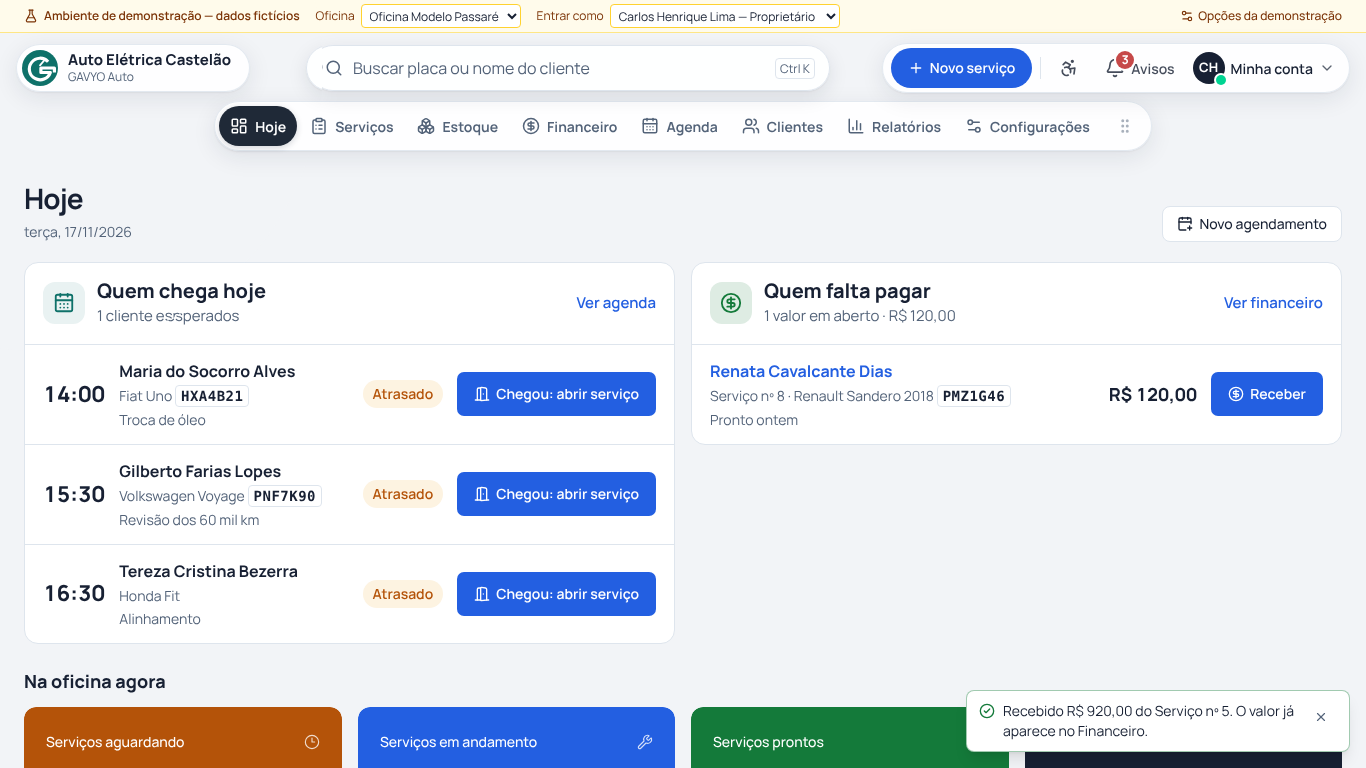 Ambiente de demonstração — dados fictícios
Oficina
Oficina Modelo Passaré
Entrar como
Carlos Henrique Lima — Proprietário
Opções da demonstração
Auto Elétrica Castelão
GAVYO Auto
Buscar placa ou nome do cliente
Ctrl K
Novo serviço
3
Avisos
CH
Minha conta
Hoje
Serviços
Estoque
Financeiro
Agenda
Clientes
Relatórios
Configurações
Hoje
terça, 17/11/2026
Novo agendamento
Quem chega hoje
1 cliente
Ver agenda
14:00
Maria do Socorro Alves
Fiat Uno HXA4B21
Troca de óleo
Atrasado
Chegou: abrir serviço
15:30
Gilberto Farias Lopes
Volkswagen Voyage PNF7K90
Revisão dos 60 mil km
Atrasado
Chegou: abrir serviço
16:30
Tereza Cristina Bezerra
Honda Fit
Alinhamento
Atrasado
Chegou: abrir serviço
Quem falta pagar
1 valor em aberto · R$ 120,00
Ver financeiro
Renata Cavalcante Dias
Serviço nº 8 · Renault Sandero 2018 PMZ1G46
Pronto ontem
R$ 120,00
Receber
Na oficina agora
Serviços aguardando
Serviços em andamento
Serviços prontos
Recebido R$ 920,00 do Serviço nº 5. O valor já
aparece no Financeiro.